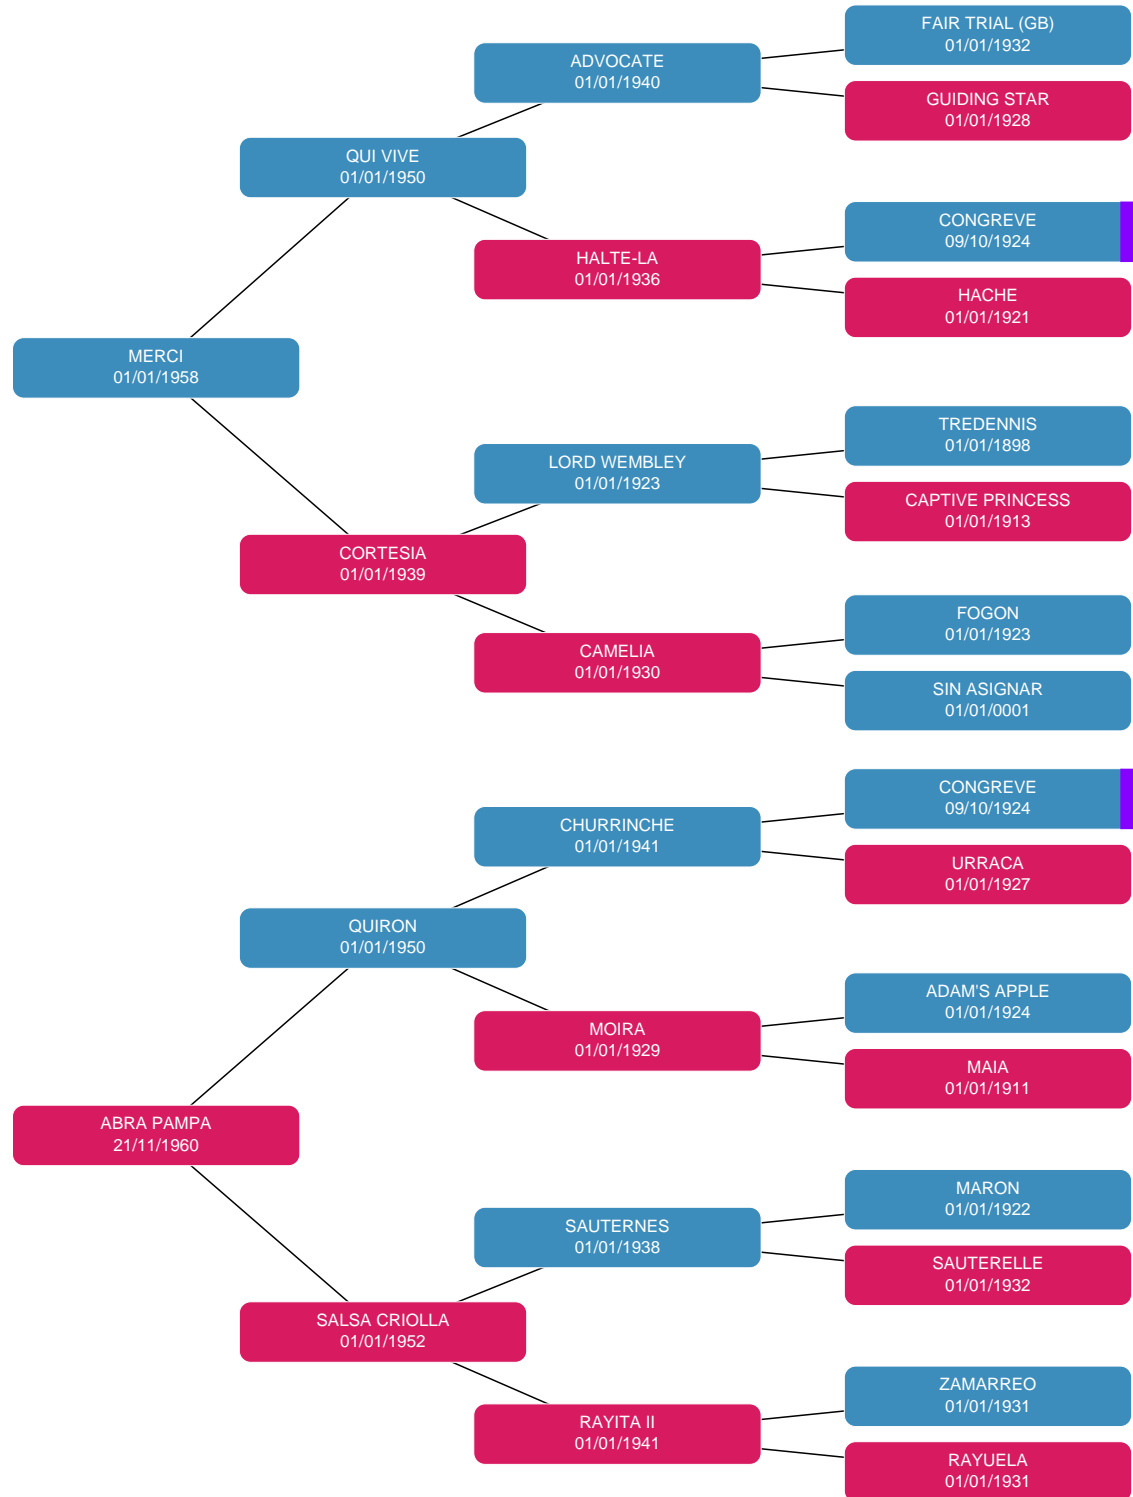 FAIR TRIAL (GB)
01/01/1932
ADVOCATE
01/01/1940
GUIDING STAR
01/01/1928
QUI VIVE
01/01/1950
CONGREVE
09/10/1924
HALTE-LA
01/01/1936
HACHE
01/01/1921
MERCI
01/01/1958
TREDENNIS
01/01/1898
LORD WEMBLEY
01/01/1923
CAPTIVE PRINCESS
01/01/1913
CORTESIA
01/01/1939
FOGON
01/01/1923
CAMELIA
01/01/1930
SIN ASIGNAR
01/01/0001
CONGREVE
09/10/1924
CHURRINCHE
01/01/1941
URRACA
01/01/1927
QUIRON
01/01/1950
ADAM'S APPLE
01/01/1924
MOIRA
01/01/1929
MAIA
01/01/1911
ABRA PAMPA
21/11/1960
MARON
01/01/1922
SAUTERNES
01/01/1938
SAUTERELLE
01/01/1932
SALSA CRIOLLA
01/01/1952
ZAMARREO
01/01/1931
RAYITA II
01/01/1941
RAYUELA
01/01/1931